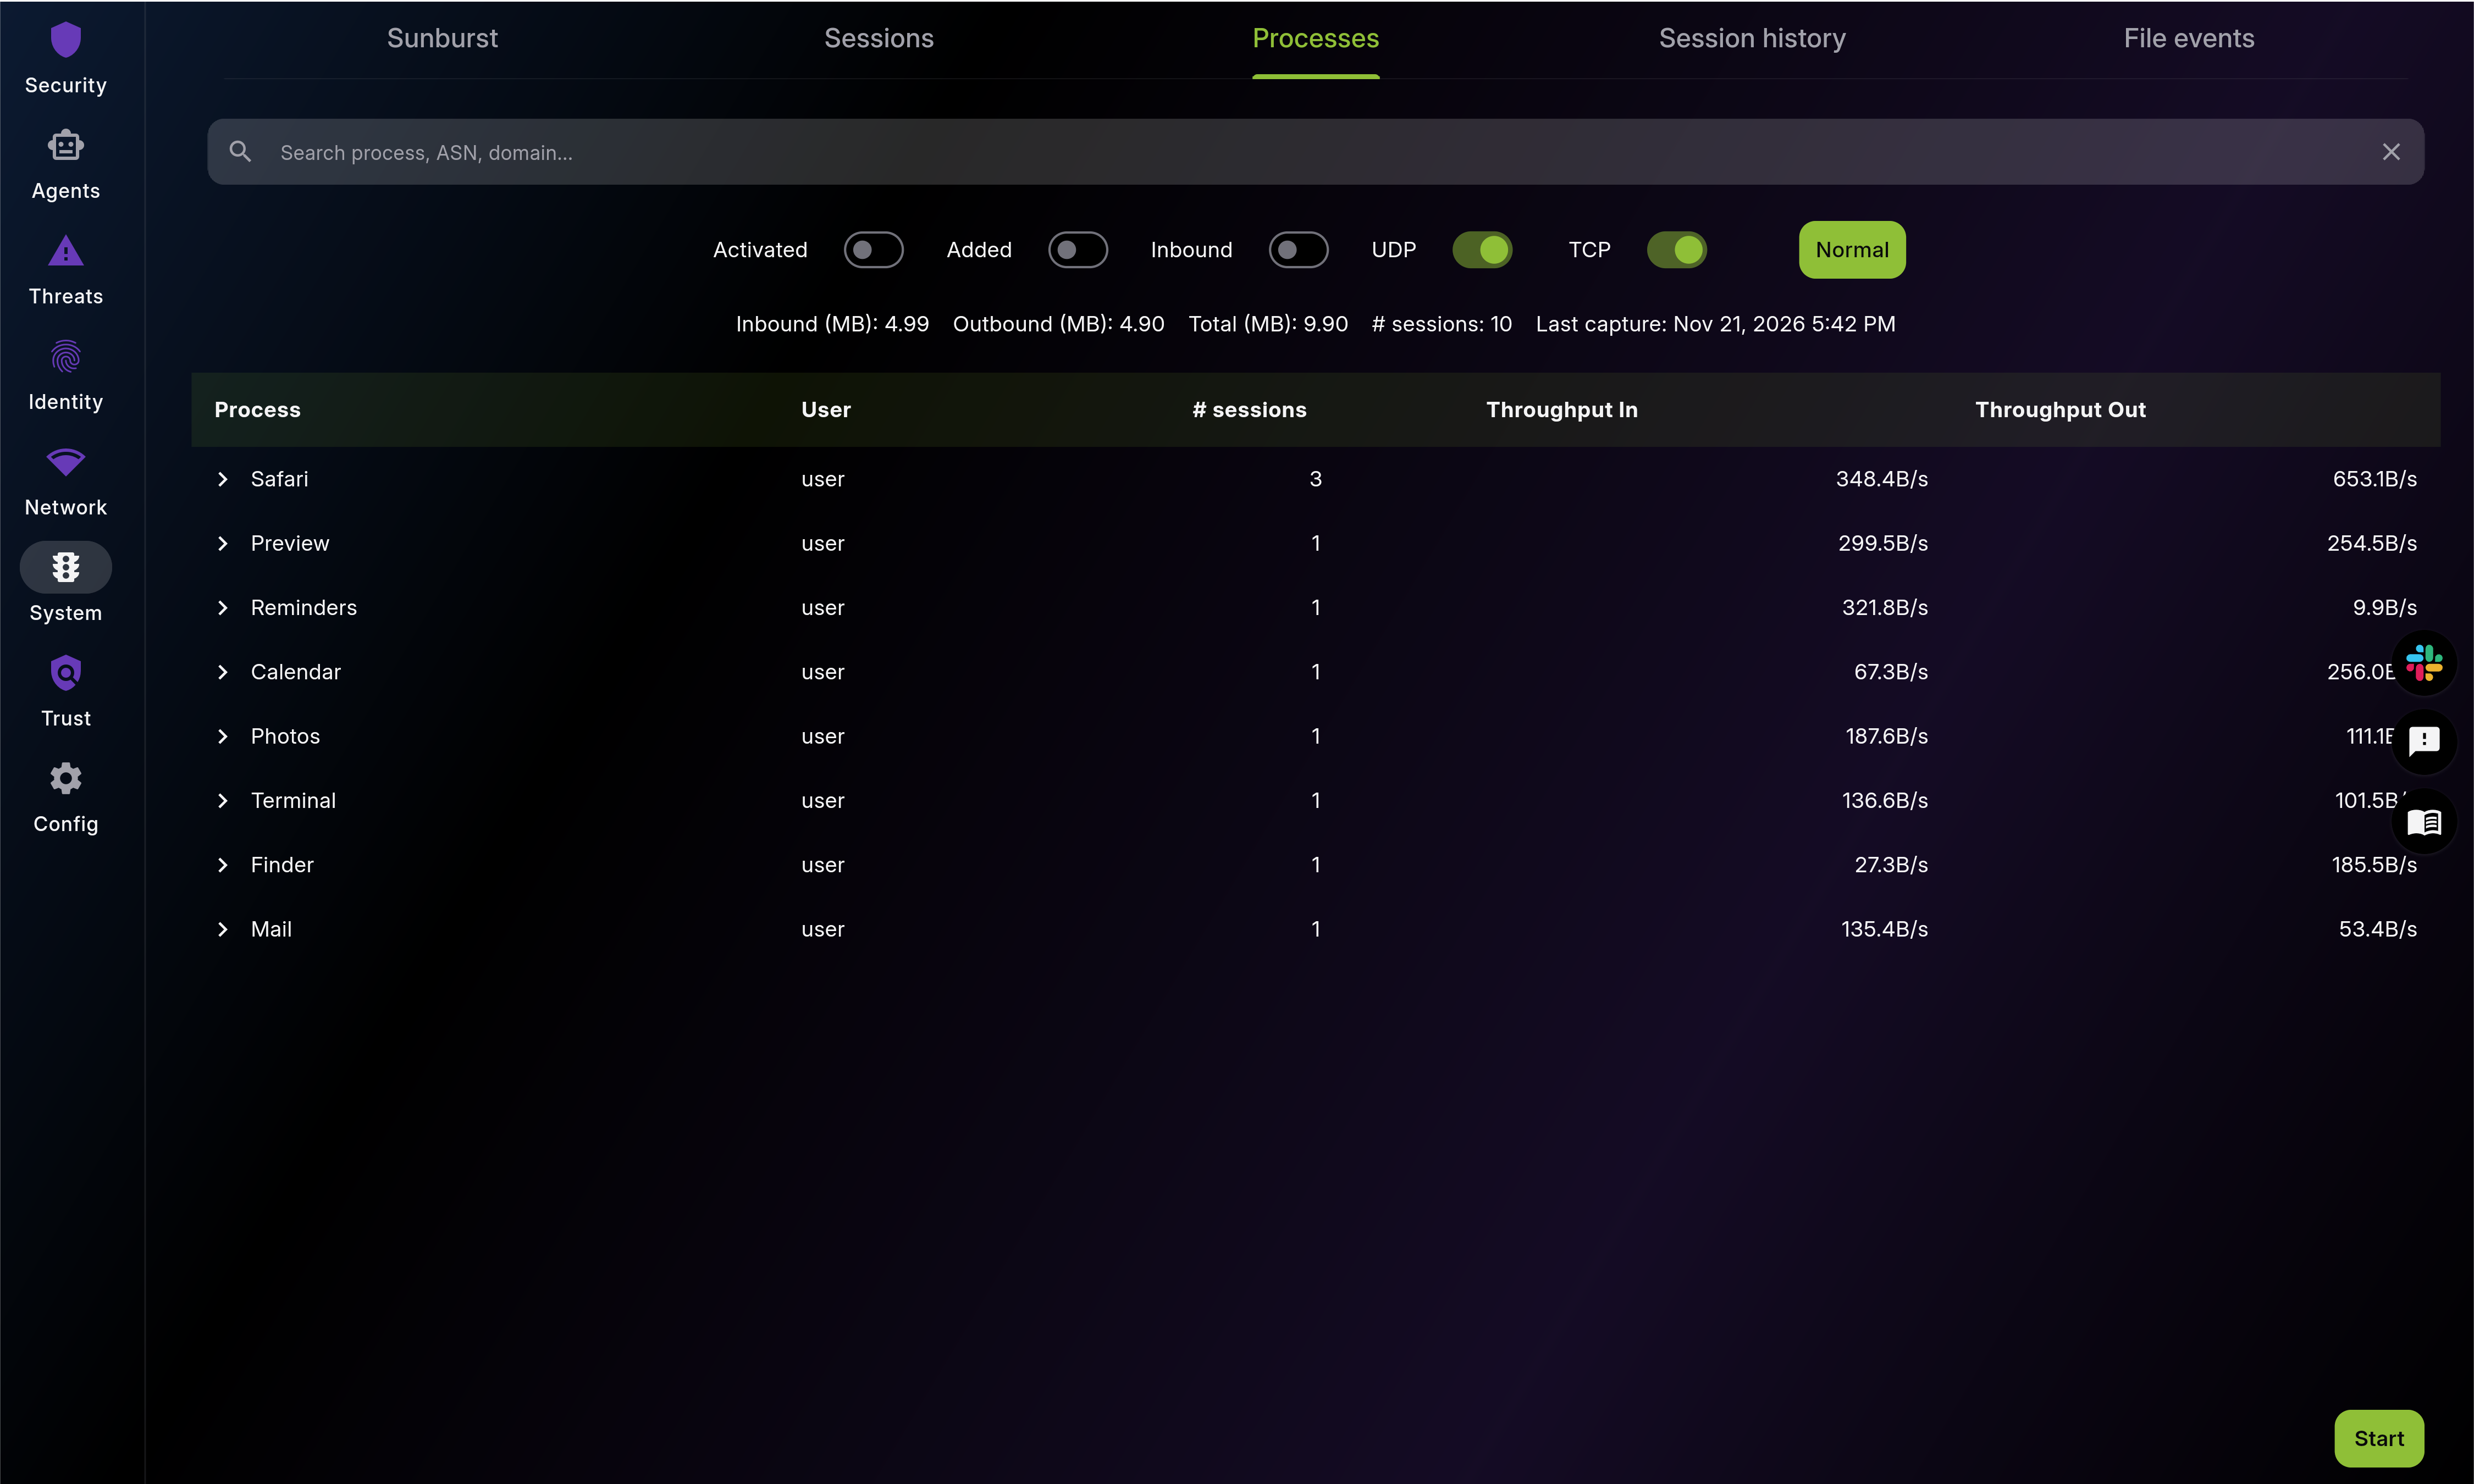 Security
Agents
Threats
Identity
Network
System
Trust
Config
Sunburst Sessions Processes Session history File events
Search process, ASN, domain...
Activated Added Inbound UDP TCP Normal
Inbound (MB): 4.99 Outbound (MB): 4.90 Total (MB): 9.90 # sessions: 10 Last capture: Nov 21, 2026 5:42 PM
Process User # sessions Throughput In Throughput Out
Safari user 3 348.4B/s 653.1B/s
Preview user 1 299.5B/s 254.5B/s
Reminders user 1 321.8B/s 9.9B/s
Calendar user 1 67.3B/s
Photos user 1 187.6B/s
Terminal user 1 136.6B/s
Finder user 1 27.3B/s 185.5B/s
Mail user 1 135.4B/s 53.4B/s
Start